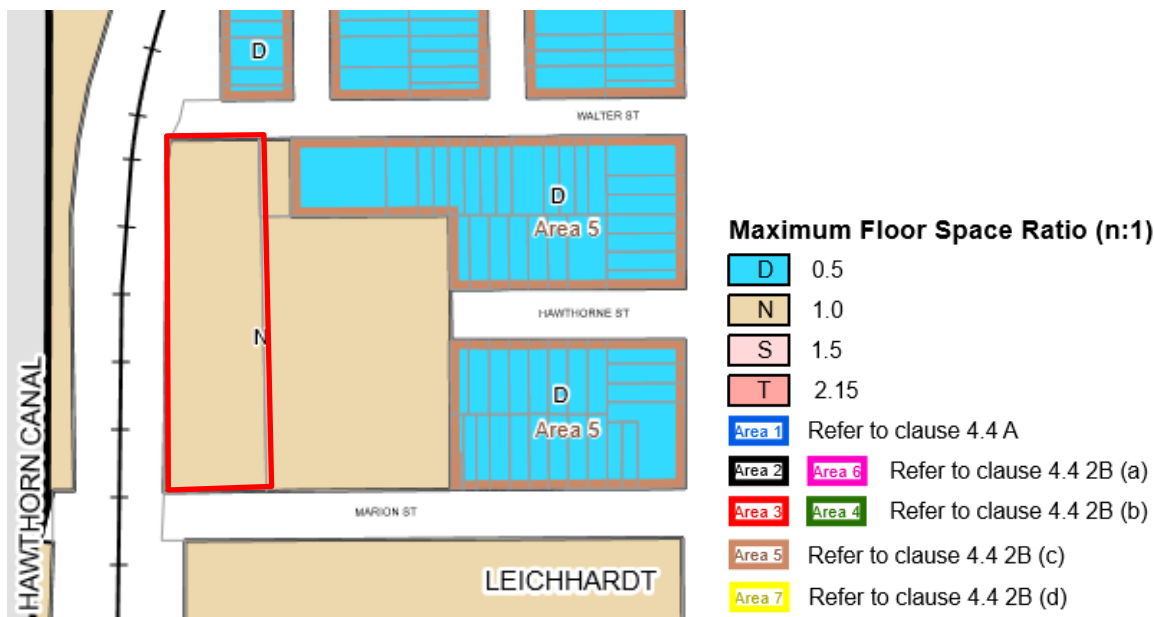 D
WALTER ST
D
Area 5
HAWTHORNE ST
N
D
Area 5
MARION ST
HAWTHORN CANAL
LEICHHARDT
Maximum Floor Space Ratio (n:1)
D 0.5
N 1.0
S 1.5
T 2.15
Area 1 Refer to clause 4.4 A
Area 2 Area 6 Refer to clause 4.4 2B (a)
Area 3 Area 4 Refer to clause 4.4 2B (b)
Area 5 Refer to clause 4.4 2B (c)
Area 7 Refer to clause 4.4 2B (d)